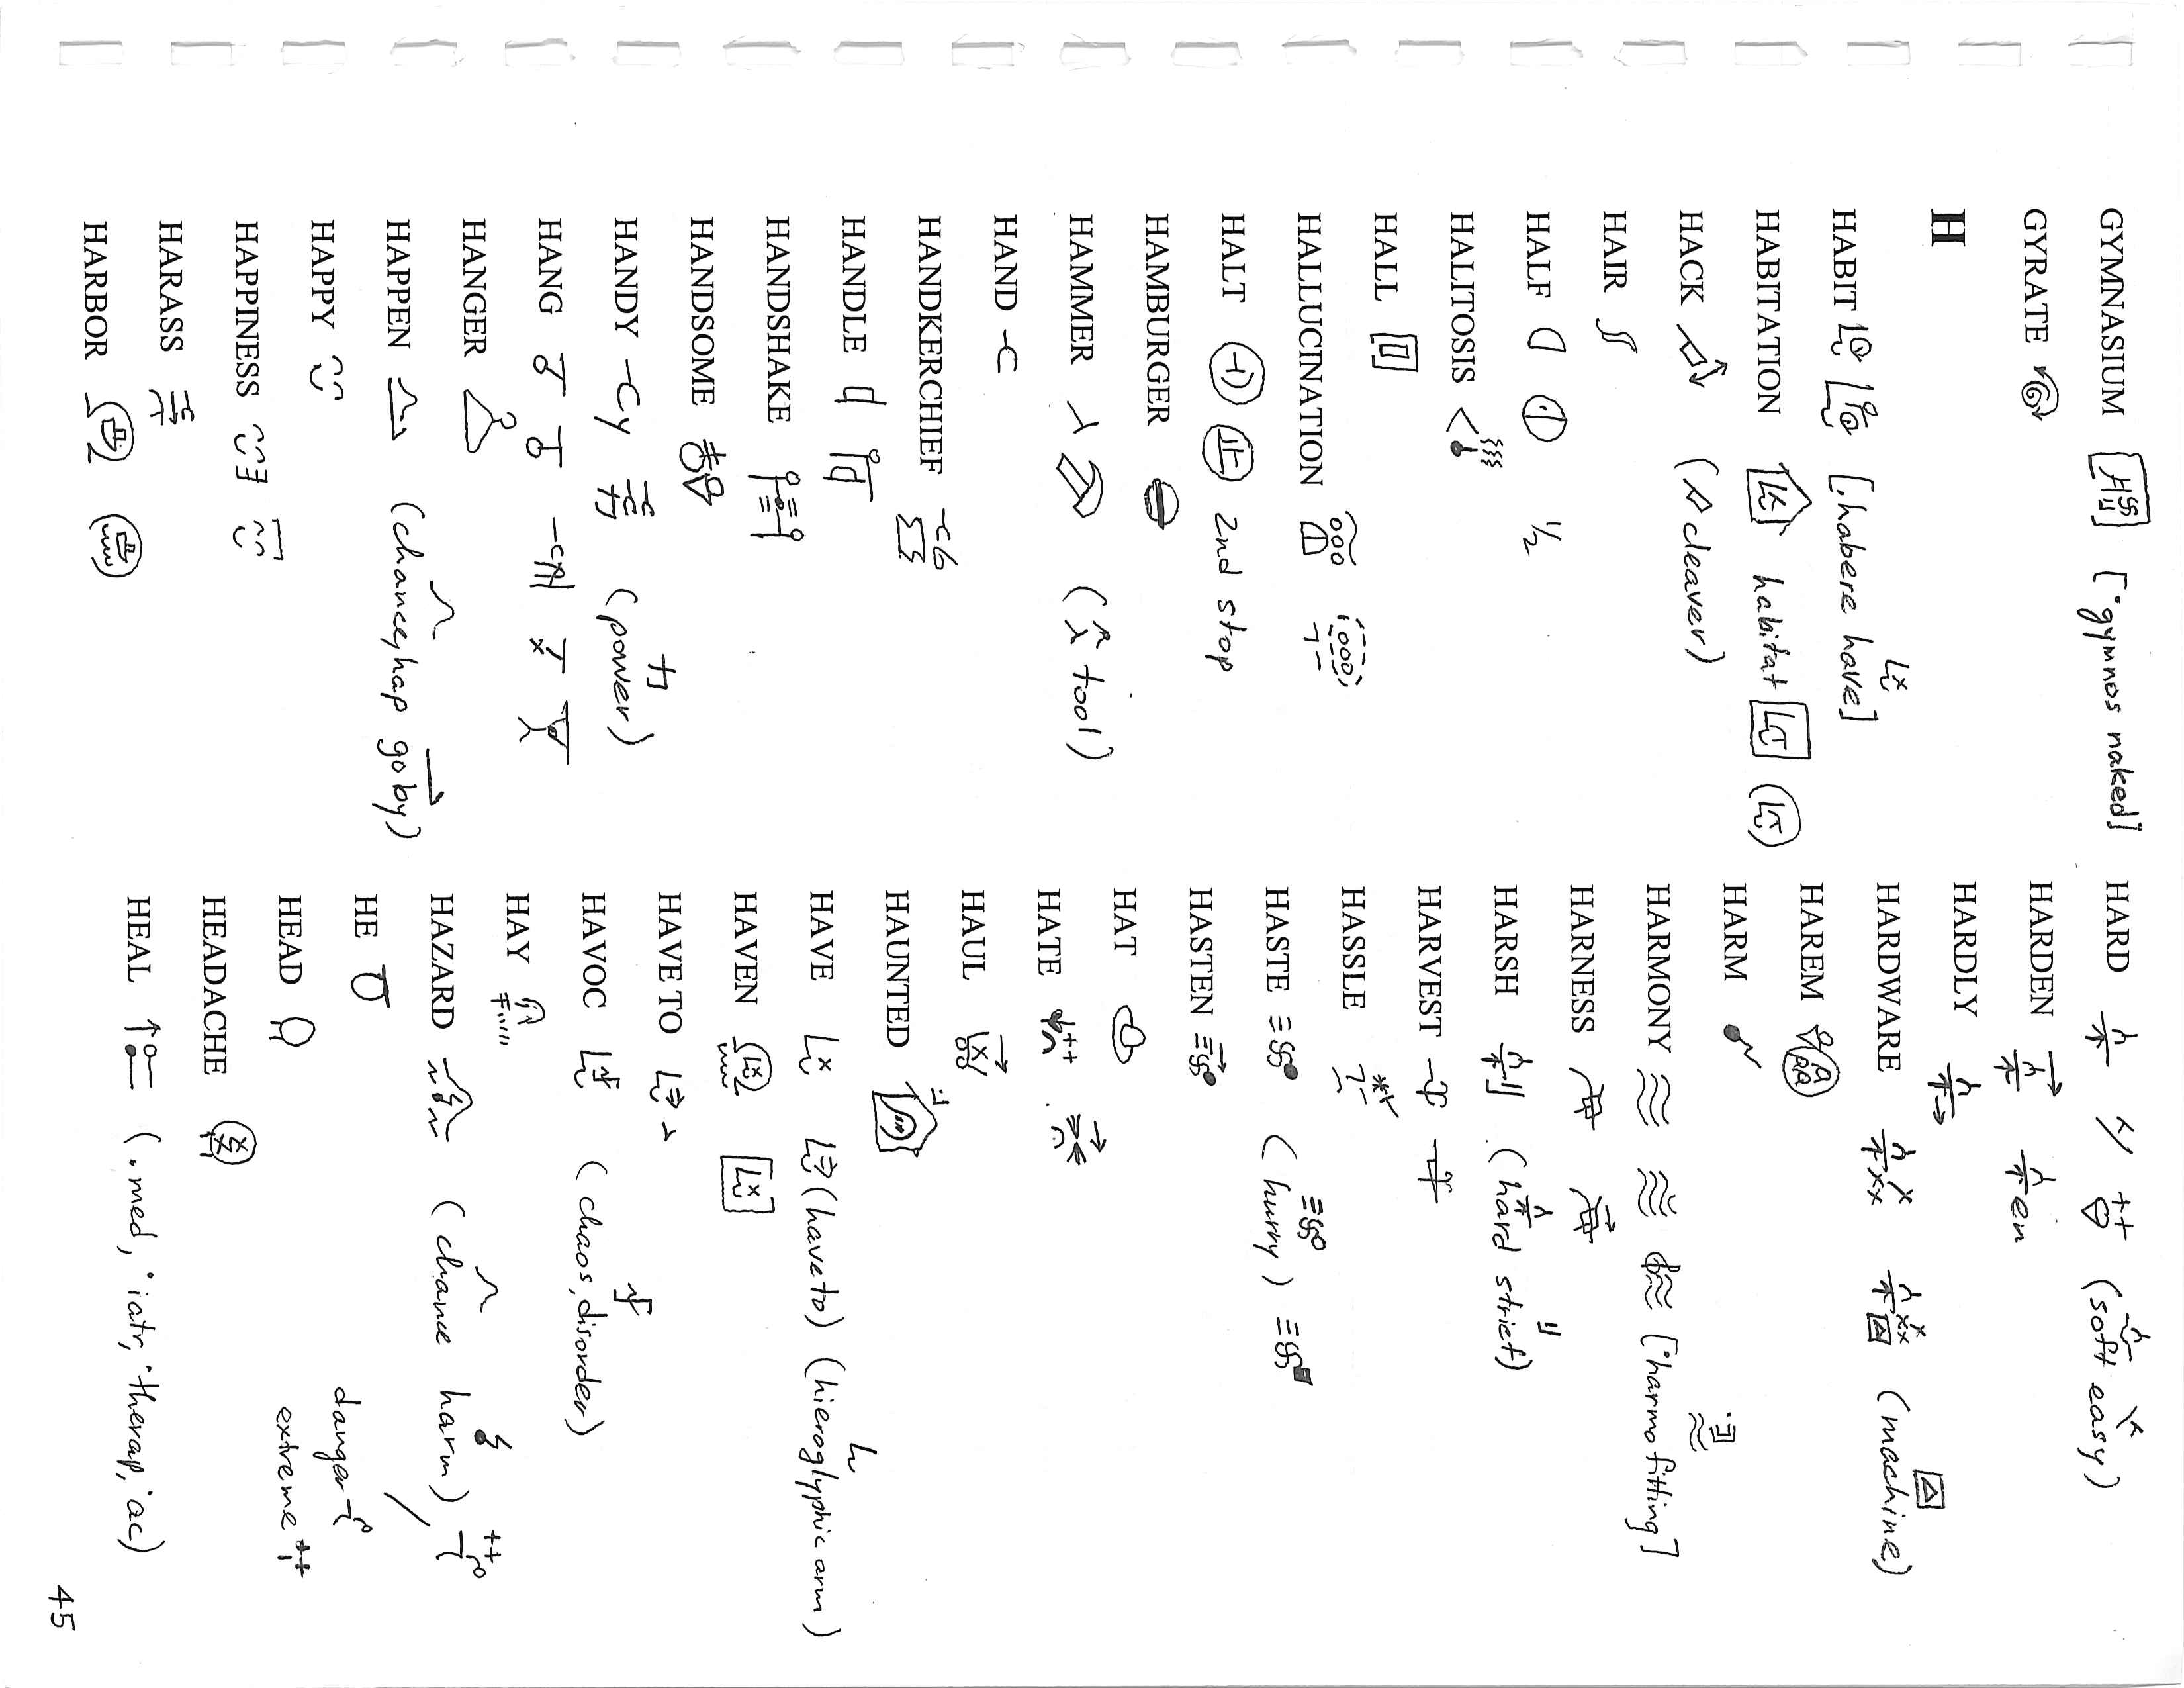 GYMNASIUM [·gymnos naked]
GYRATE
H
HABIT [.habere have]
HABITATION habitat
HACK (cleaver)
HAIR
HALF 1/2
HALITOSIS
HALL
HALLUCINATION
HALT 2nd stop
HAMBURGER
HAMMER (tool)
HAND
HANDKERCHIEF
HANDLE
HANDSHAKE
HANDSOME
HANDY (power)
HANG
HANGER
HAPPEN (chance, hap go by)
HAPPY
HAPPINESS
HARASS
HARBOR
HARD (soft easy)
HARDEN en
HARDLY
HARDWARE (machine)
HAREM
HARM
HARMONY [·harmo fitting]
HARNESS
HARSH (hard strict)
HARVEST
HASSLE
HASTE (hurry)
HASTEN
HAT
HATE
HAUL
HAUNTED
HAVE (have to) (hieroglyphic arm)
HAVEN
HAVE TO
HAVOC (chaos, disorder)
HAY
HAZARD (chance harm)
HE danger
HEAD extreme
HEADACHE
HEAL (.med, ·iatr, ·therap, ·ac)
45